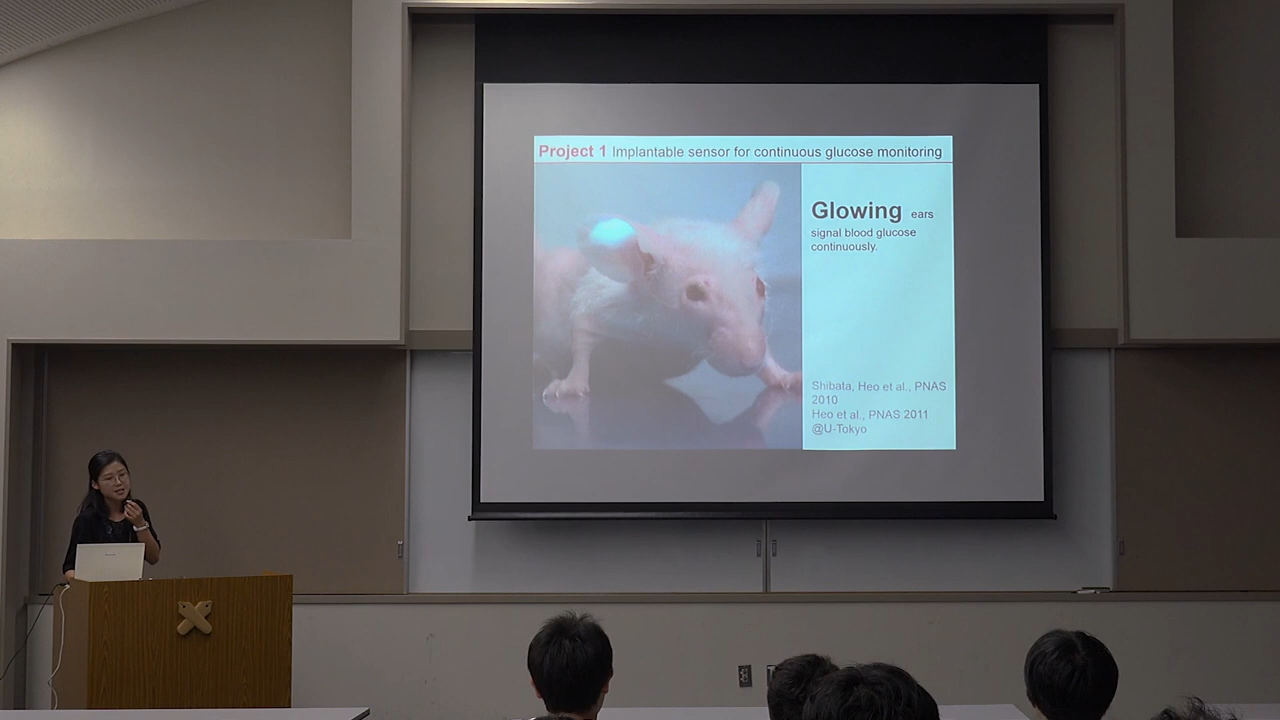 Project 1 Implantable sensor for continuous glucose monitoring
Glowing ears
signal blood glucose
continuously.
Shibata, Heo et al., PNAS
2010
Heo et al., PNAS 2011
@U-Tokyo